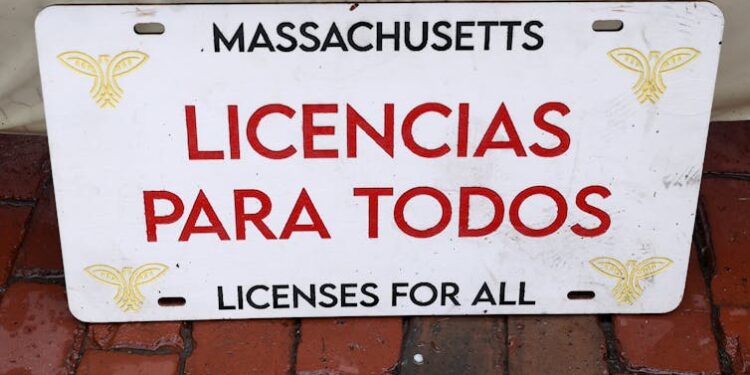 MASSACHUSETTS
LICENCIAS
PARA TODOS
LICENSES FOR ALL